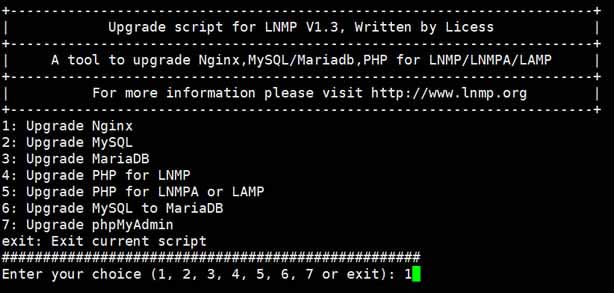 +------------------------------------------------------------------------+
|         Upgrade script for LNMP V1.3, Written by Licess          |
+------------------------------------------------------------------------+
|     A tool to upgrade Nginx,MySQL/Mariadb,PHP for LNMP/LNMPA/LAMP      |
+------------------------------------------------------------------------+
|          For more information please visit http://www.lnmp.org         |
+------------------------------------------------------------------------+
1: Upgrade Nginx
2: Upgrade MySQL
3: Upgrade MariaDB
4: Upgrade PHP for LNMP
5: Upgrade PHP for LNMPA or LAMP
6: Upgrade MySQL to MariaDB
7: Upgrade phpMyAdmin
exit: Exit current script
###################################################
Enter your choice (1, 2, 3, 4, 5, 6, 7 or exit): 1